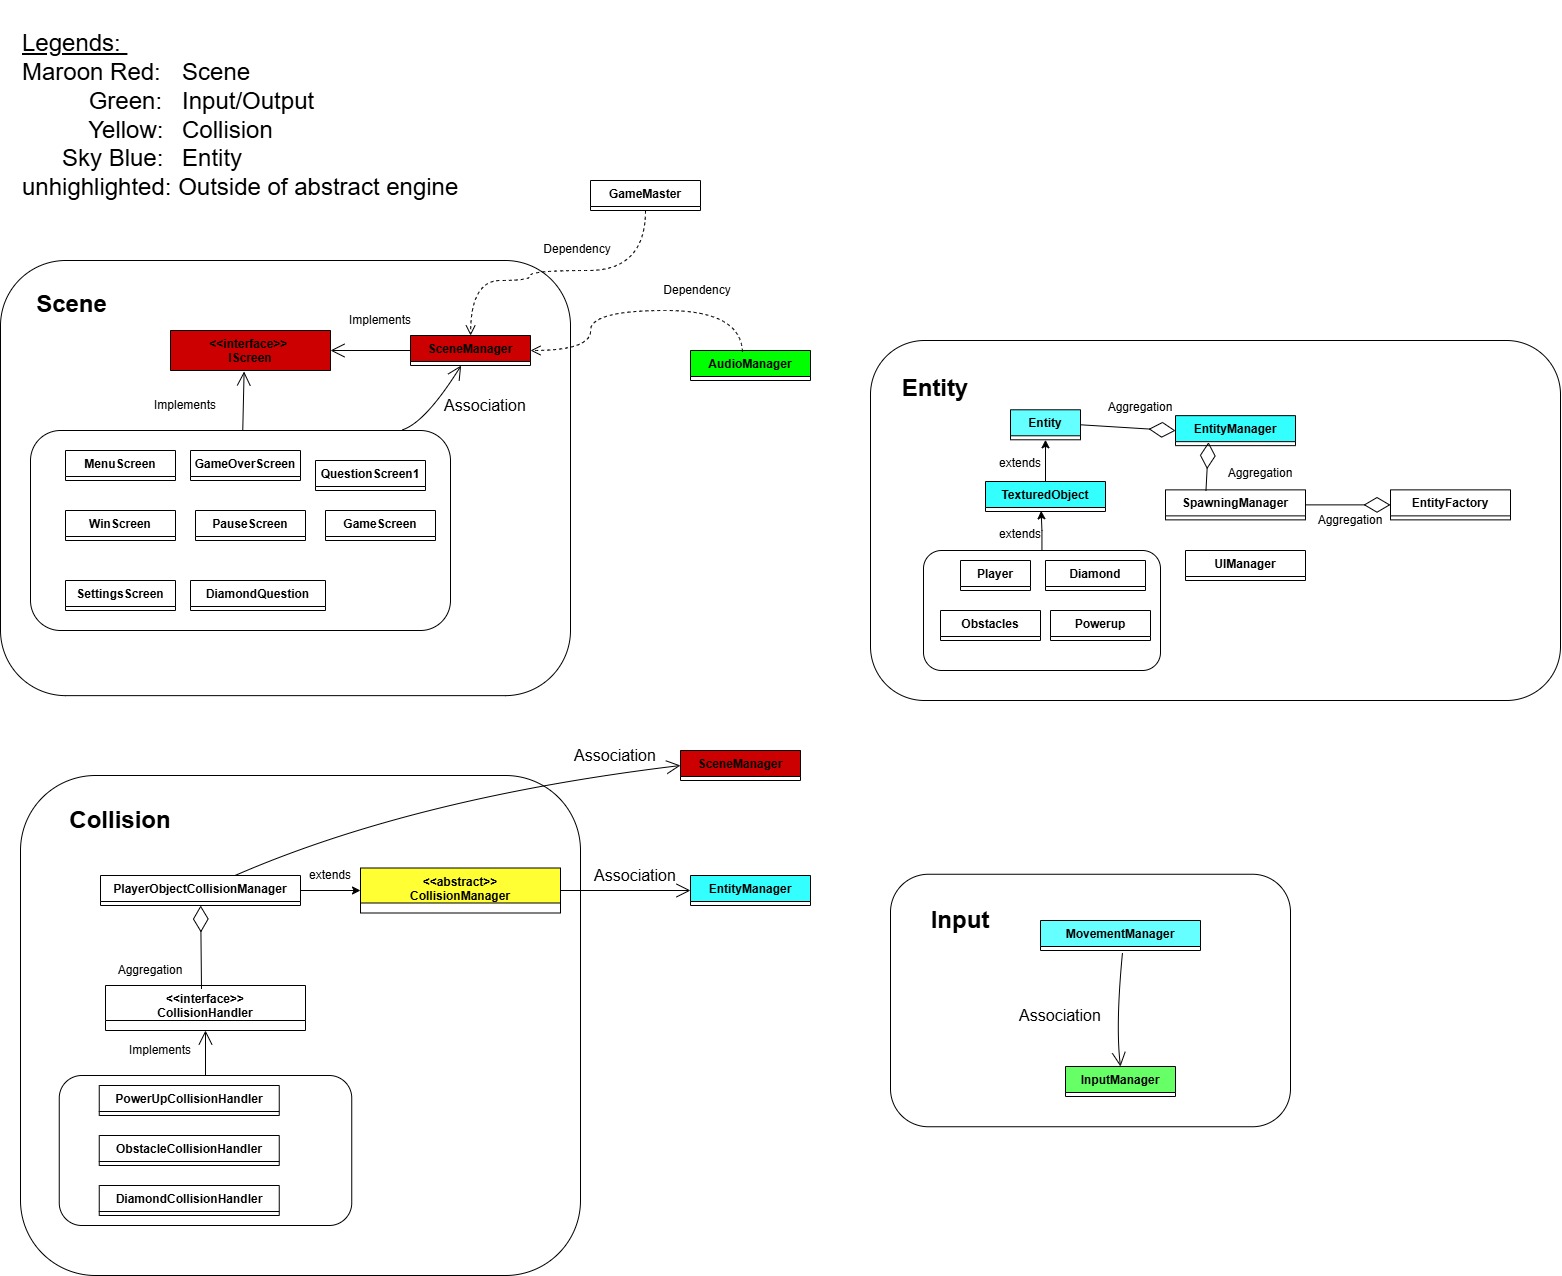 Legends:
Maroon Red: Scene
Green: Input/Output
Yellow: Collision
Sky Blue: Entity
unhighlighted: Outside of abstract engine
GameMaster
Dependency
Dependency
Scene
Implements
<<interface>>
IScreen
SceneManager
AudioManager
Implements
Association
MenuScreen
GameOverScreen
QuestionScreen1
WinScreen
PauseScreen
GameScreen
SettingsScreen
DiamondQuestion
Entity
Entity
Aggregation
EntityManager
extends
Aggregation
TexturedObject
SpawningManager
EntityFactory
Aggregation
extends
UIManager
Player
Diamond
Obstacles
Powerup
Association
SceneManager
Collision
PlayerObjectCollisionManager
extends
<<abstract>>
CollisionManager
Association
EntityManager
Aggregation
<<interface>>
CollisionHandler
Implements
PowerUpCollisionHandler
ObstacleCollisionHandler
DiamondCollisionHandler
Input
MovementManager
Association
InputManager